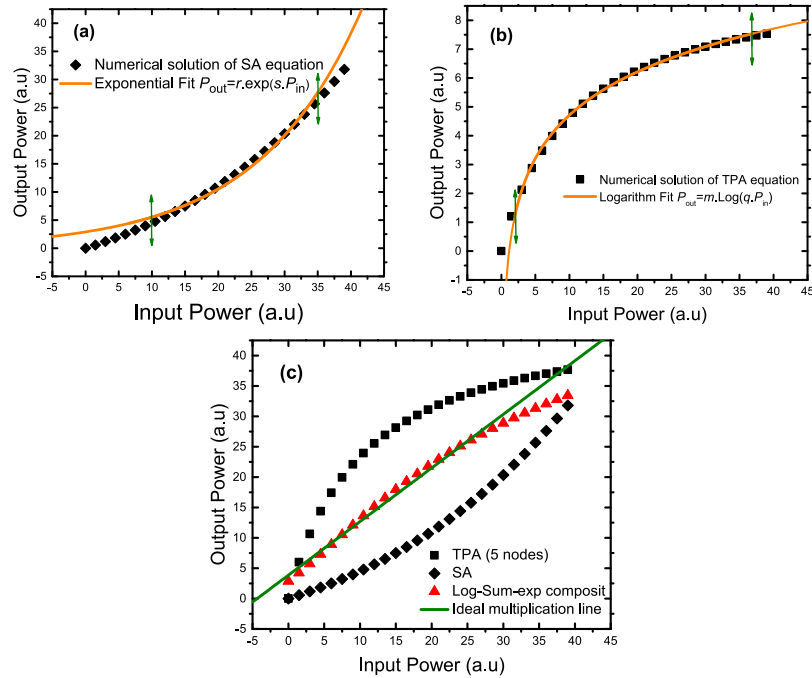 (a)
Numerical solution of SA equation
Exponential Fit P_out=r.exp(s.P_in)
Output Power (a.u)
40
35
30
25
20
15
10
5
0
5
-5 0 5 10 15 20 25 30 35 40 45
Input Power (a.u)
(b)
Numerical solution of TPA equation
Logarithm Fit P_out=m.Log(q.P_in)
Output Power (a.u)
8
7
6
5
4
3
2
1
0
-1
-5 0 5 10 15 20 25 30 35 40 45
Input Power (a.u)
(c)
TPA (5 nodes)
SA
Log-Sum-exp composit
Ideal multiplication line
Output Power (a.u)
40
35
30
25
20
15
10
5
0
-5
-5 0 5 10 15 20 25 30 35 40 45
Input Power (a.u)